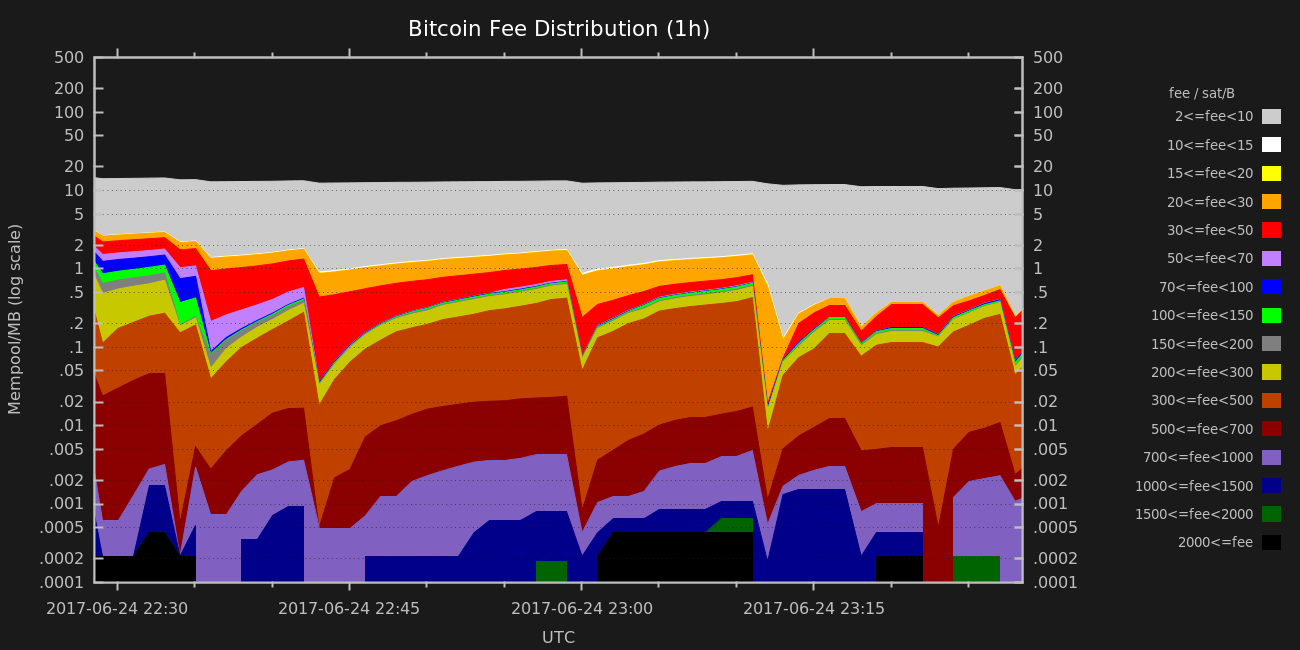 Bitcoin Fee Distribution (1h)
500 500
200 200
100 100
50 50
20 20
10 10
5 5
2 2
1 1
.5 .5
.2 .2
.1 .1
.05 .05
.02 .02
.01 .01
.005 .005
.002 .002
.001 .001
.0005 .0005
.0002 .0002
.0001 .0001
Mempool/MB (log scale)
2017-06-24 22:30 2017-06-24 22:45 2017-06-24 23:00 2017-06-24 23:15
UTC
fee / sat/B
2<=fee<10
10<=fee<15
15<=fee<20
20<=fee<30
30<=fee<50
50<=fee<70
70<=fee<100
100<=fee<150
150<=fee<200
200<=fee<300
300<=fee<500
500<=fee<700
700<=fee<1000
1000<=fee<1500
1500<=fee<2000
2000<=fee